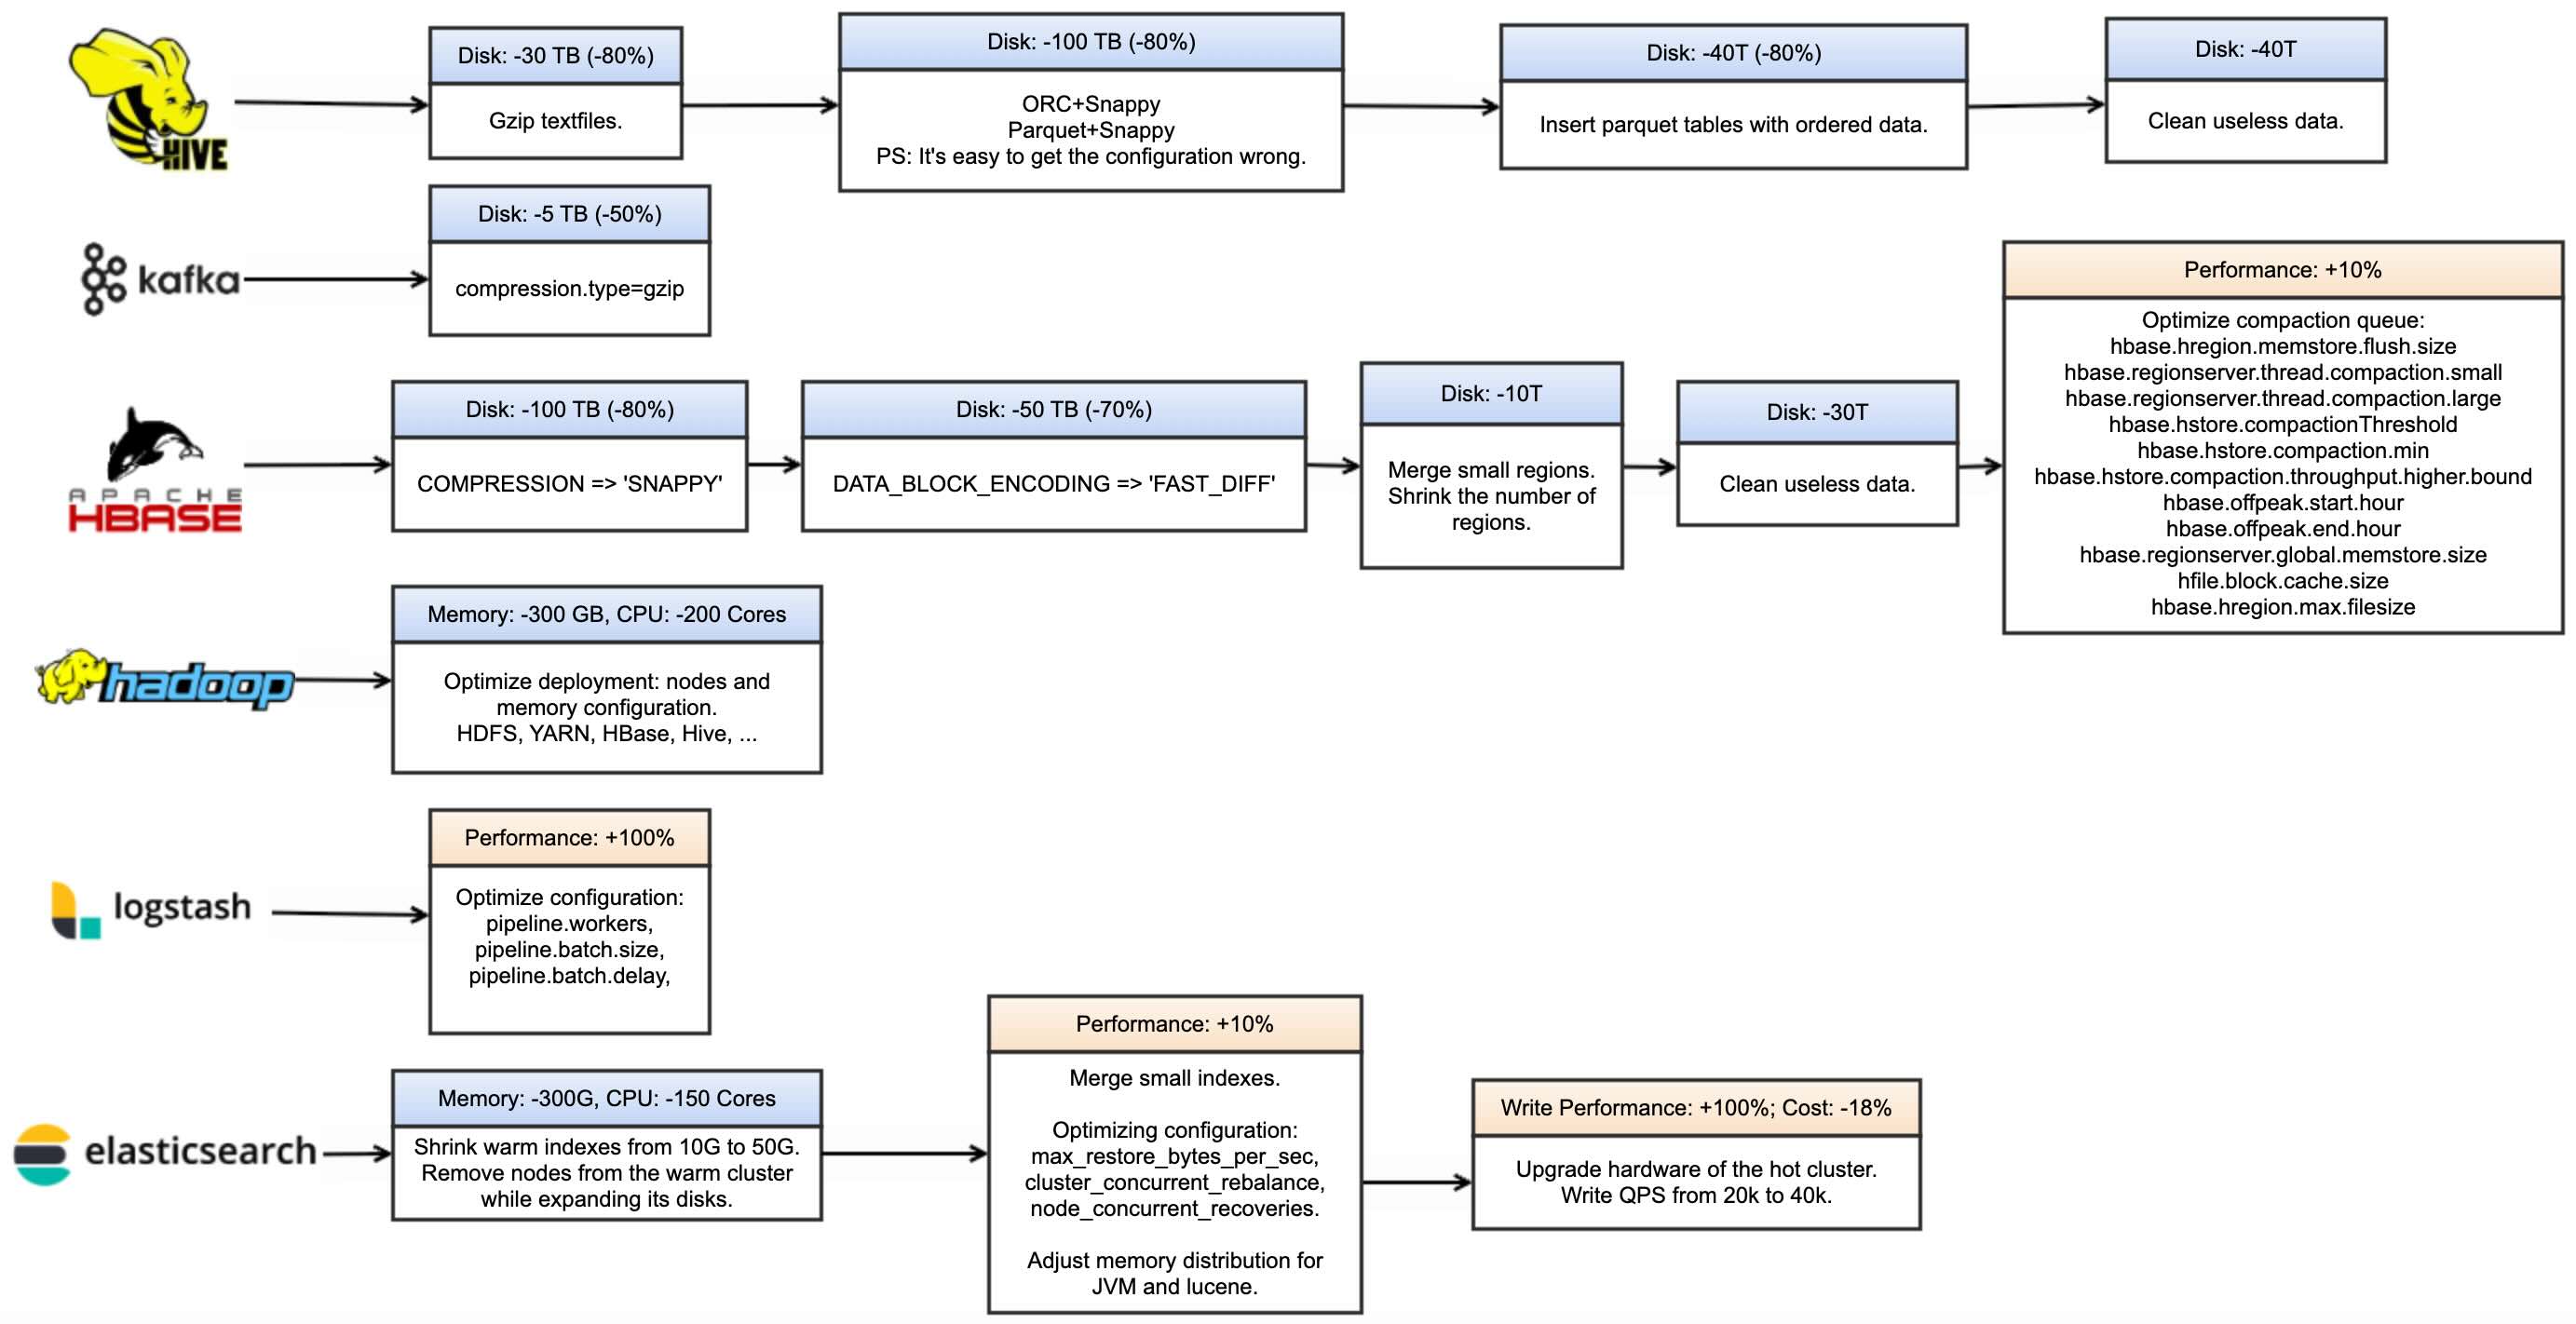 HIVE
Disk: -30 TB (-80%)
Gzip textfiles.
Disk: -100 TB (-80%)
ORC+Snappy
Parquet+Snappy
PS: It's easy to get the configuration wrong.
Disk: -40T (-80%)
Insert parquet tables with ordered data.
Disk: -40T
Clean useless data.
kafka
Disk: -5 TB (-50%)
compression.type=gzip
APACHE
HBASE
Disk: -100 TB (-80%)
COMPRESSION => 'SNAPPY'
Disk: -50 TB (-70%)
DATA_BLOCK_ENCODING => 'FAST_DIFF'
Disk: -10T
Merge small regions.
Shrink the number of
regions.
Disk: -30T
Clean useless data.
Performance: +10%
Optimize compaction queue:
hbase.hregion.memstore.flush.size
hbase.regionserver.thread.compaction.small
hbase.regionserver.thread.compaction.large
hbase.hstore.compactionThreshold
hbase.hstore.compaction.min
hbase.hstore.compaction.throughput.higher.bound
hbase.offpeak.start.hour
hbase.offpeak.end.hour
hbase.regionserver.global.memstore.size
hfile.block.cache.size
hbase.hregion.max.filesize
hadoop
Memory: -300 GB, CPU: -200 Cores
Optimize deployment: nodes and
memory configuration.
HDFS, YARN, HBase, Hive, ...
logstash
Performance: +100%
Optimize configuration:
pipeline.workers,
pipeline.batch.size,
pipeline.batch.delay,
elasticsearch
Memory: -300G, CPU: -150 Cores
Shrink warm indexes from 10G to 50G.
Remove nodes from the warm cluster
while expanding its disks.
Performance: +10%
Merge small indexes.
Optimizing configuration:
max_restore_bytes_per_sec,
cluster_concurrent_rebalance,
node_concurrent_recoveries.
Adjust memory distribution for
JVM and lucene.
Write Performance: +100%; Cost: -18%
Upgrade hardware of the hot cluster.
Write QPS from 20k to 40k.